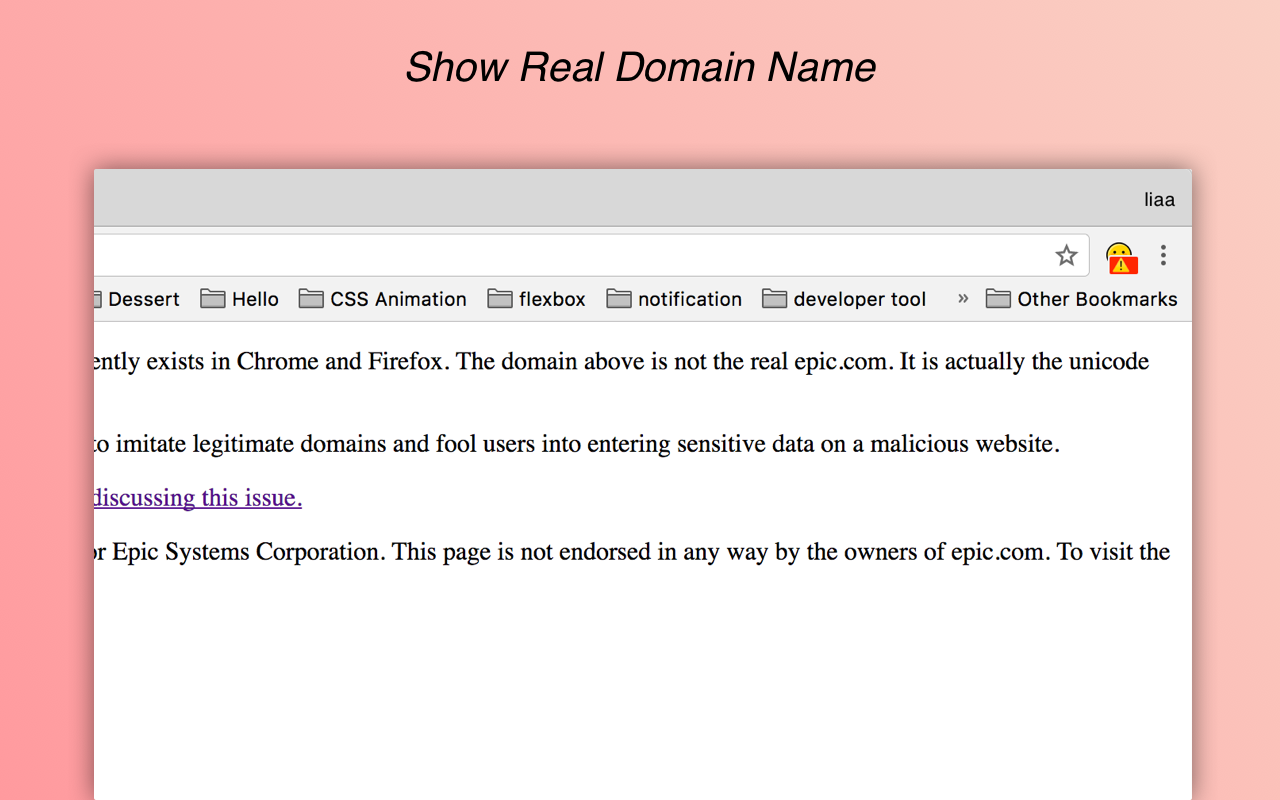 Show Real Domain Name
liaa
Dessert Hello CSS Animation flexbox notification developer tool » Other Bookmarks
ently exists in Chrome and Firefox. The domain above is not the real epic.com. It is actually the unicode
to imitate legitimate domains and fool users into entering sensitive data on a malicious website.
discussing this issue.
or Epic Systems Corporation. This page is not endorsed in any way by the owners of epic.com. To visit the